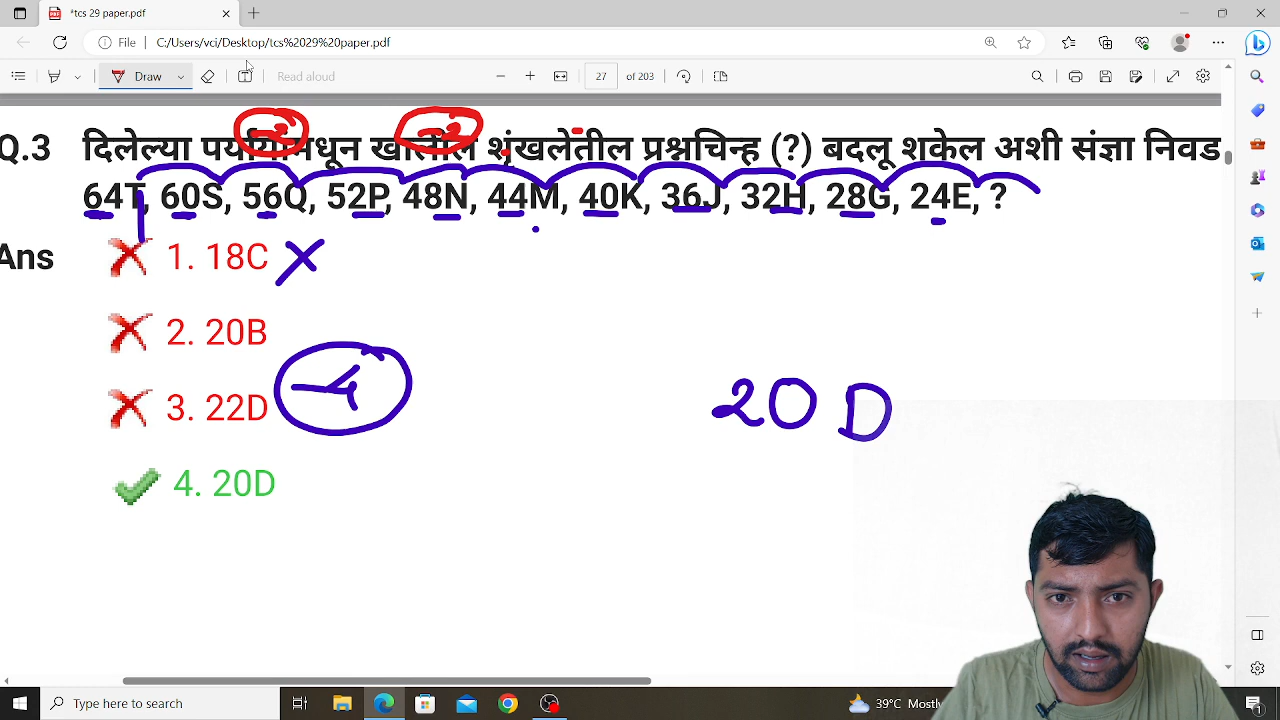 *tcs 29 paper.pdf
File C:/Users/vci/Desktop/tcs%2029%20paper.pdf
Draw Read aloud 27 of 203
Q.3 दिलेल्या पर्यायांमधून खालील शृंखलेतील प्रश्नचिन्ह (?) बदलू शकेल अशी संज्ञा निवड
64T, 60S, 56Q, 52P, 48N, 44M, 40K, 36J, 32H, 28G, 24E, ?
Ans 1. 18C
2. 20B
3. 22D
20 D
4. 20D
Type here to search
39°C Mostly